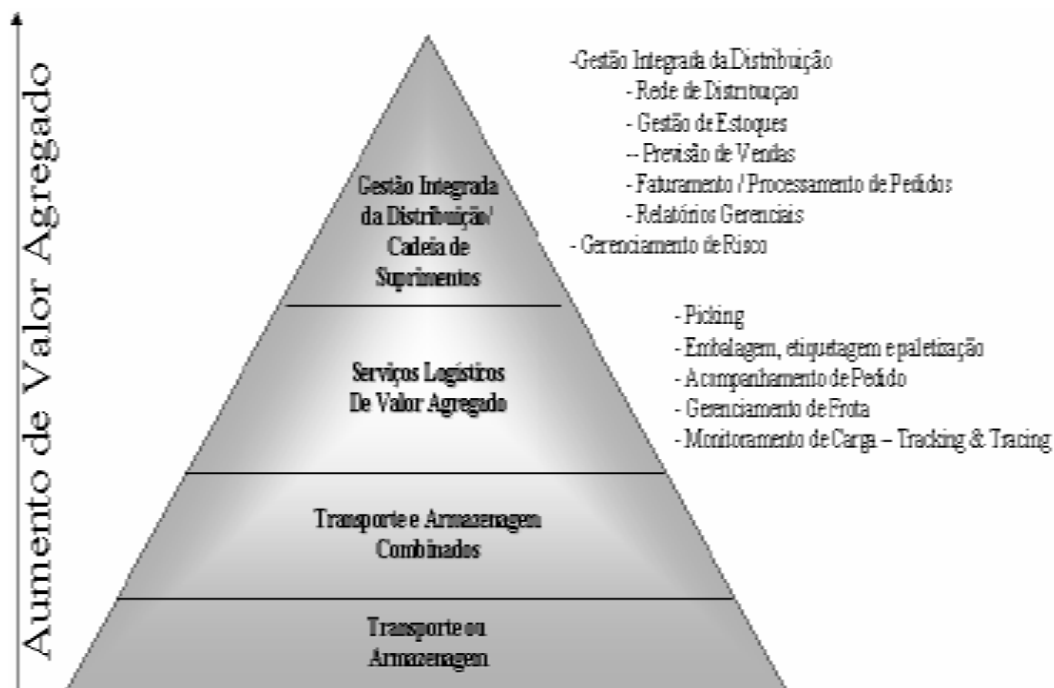 Aumento de Valor Agregado
-Gestão Integrada da Distribuição
- Rede de Distribuiçao
- Gestão de Estoques
-- Previsão de Vendas
- Faturamento / Processamento de Pedidos
- Relatórios Gerenciais
- Gerenciamento de Risco
Gestão Integrada
da Distribuição/
Cadeia de
Suprimentos
- Picking
- Embalagem, etiquetagem e paletização
- Acompanhamento de Pedido
- Gerenciamento de Frota
- Monitoramento de Carga – Tracking & Tracing
Serviços Logístiros
De Valor Agregado
Transporte e Armazenagem
Combinados
Transporte ou
Armazenagem